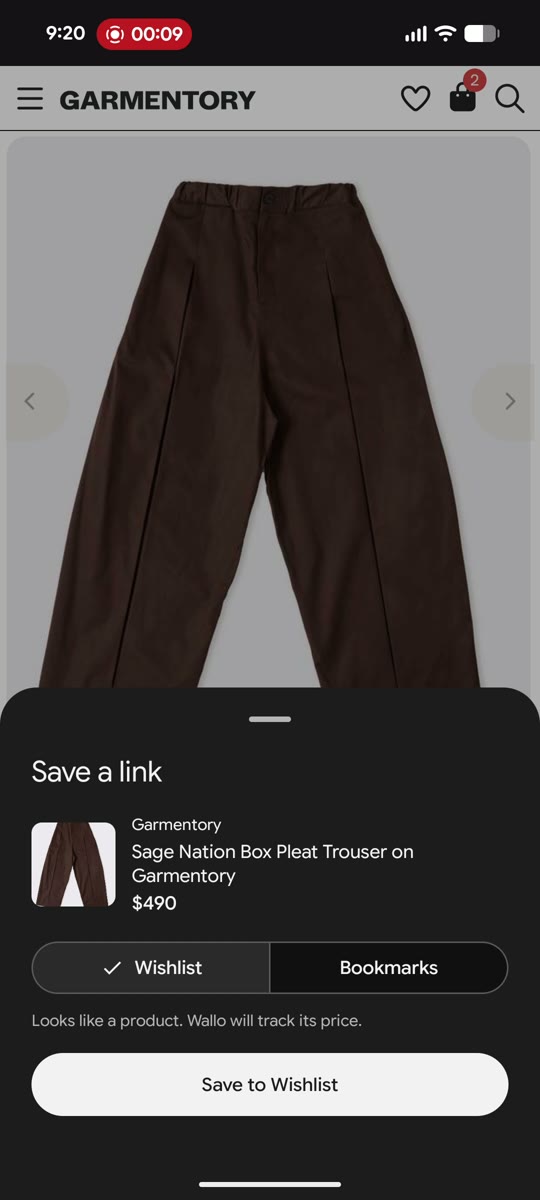 9:20
00:09
GARMENTORY
2
Save a link
Garmentory
Sage Nation Box Pleat Trouser on
Garmentory
$490
Wishlist
Bookmarks
Looks like a product. Wallo will track its price.
Save to Wishlist